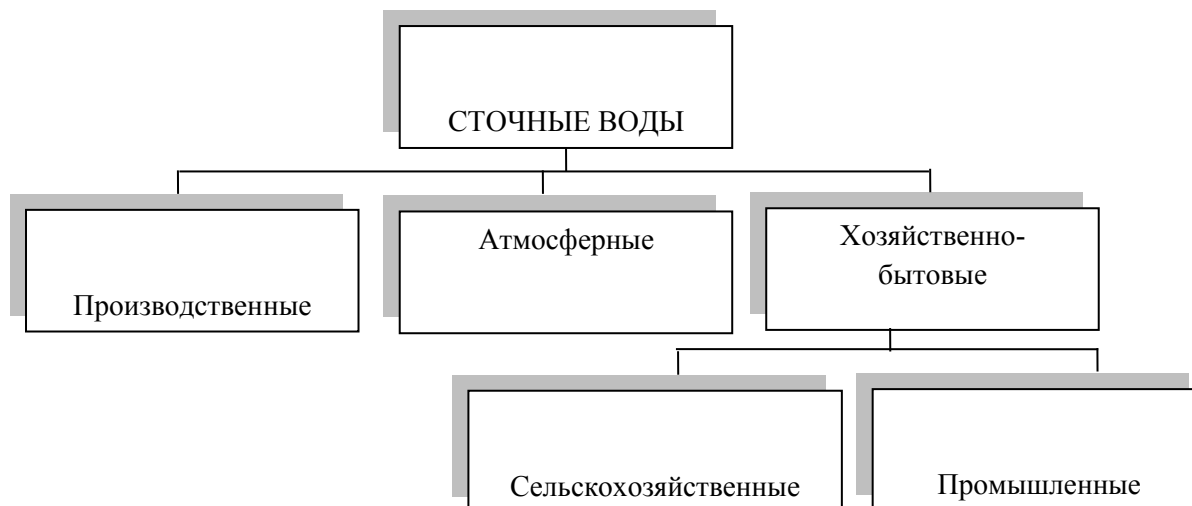 СТОЧНЫЕ ВОДЫ
Производственные
Атмосферные
Хозяйственно-
бытовые
Сельскохозяйственные
Промышленные